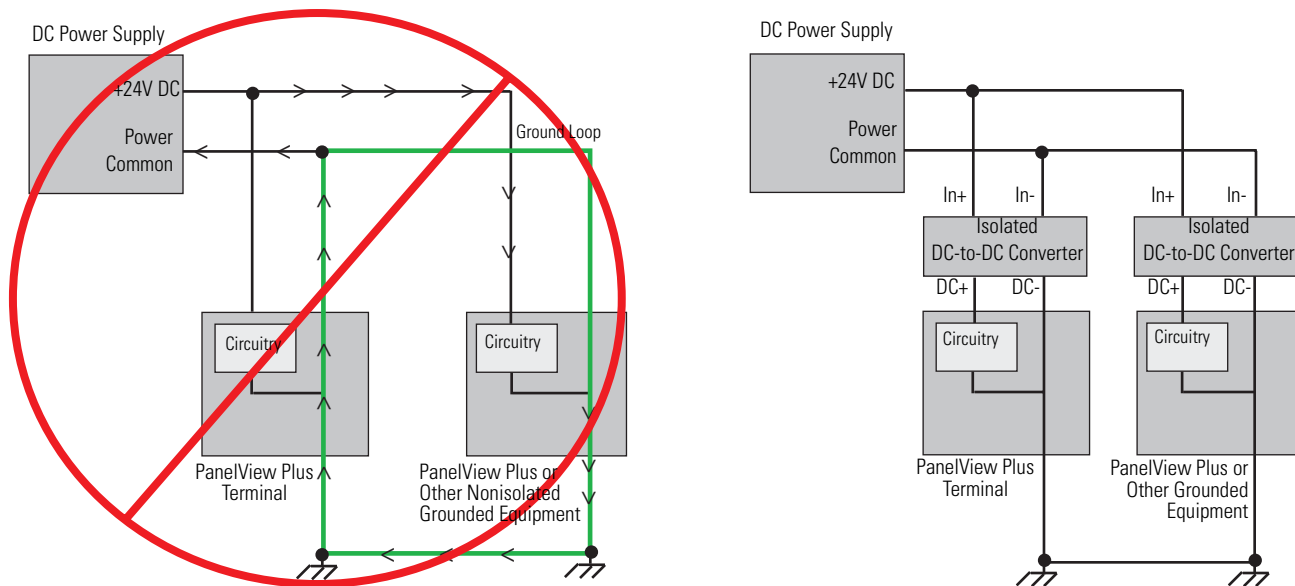 DC Power Supply
+24V DC
Power
Common
Ground Loop
Circuitry
Circuitry
PanelView Plus
Terminal
PanelView Plus or
Other Nonisolated
Grounded Equipment
DC Power Supply
+24V DC
Power
Common
In+ In- In+ In-
Isolated
DC-to-DC Converter
Isolated
DC-to-DC Converter
DC+ DC- DC+ DC-
Circuitry
Circuitry
PanelView Plus
Terminal
PanelView Plus or
Other Grounded
Equipment